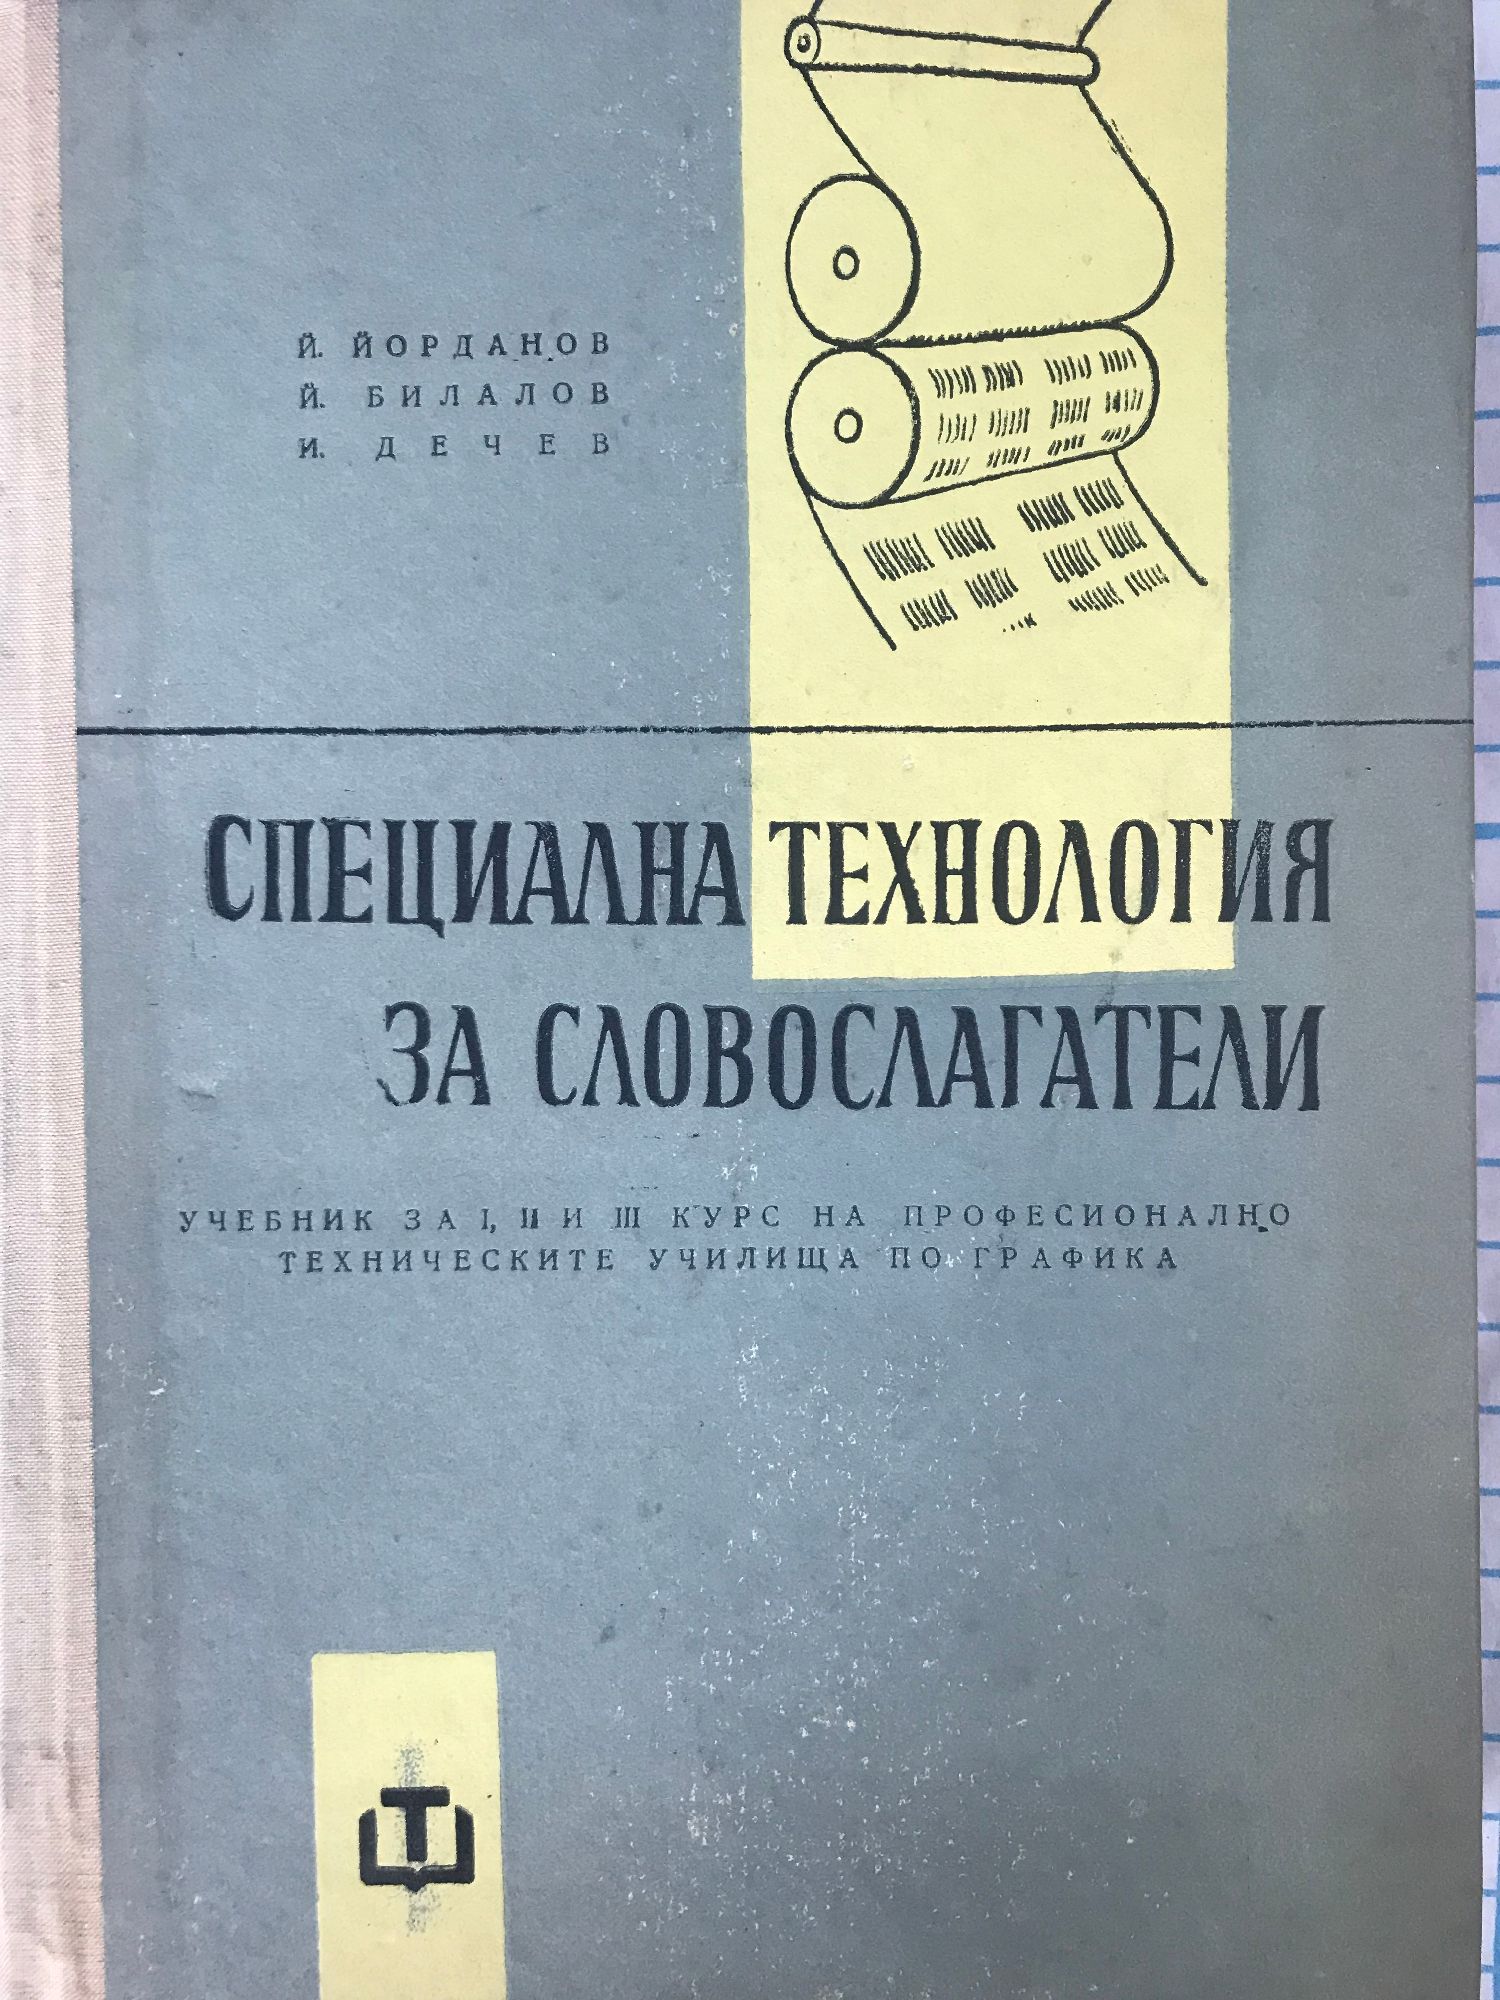 Й. ЙОРДАНОВ
Й. БИЛАЛОВ
И. ДЕЧЕВ
СПЕЦИАЛНА ТЕХНОЛОГИЯ
ЗА СЛОВОСЛАГАТЕЛИ
УЧЕБНИК ЗА I, II И III КУРС НА ПРОФЕСИОНАЛНО
ТЕХНИЧЕСКИТЕ УЧИЛИЩА ПО ГРАФИКА
Т